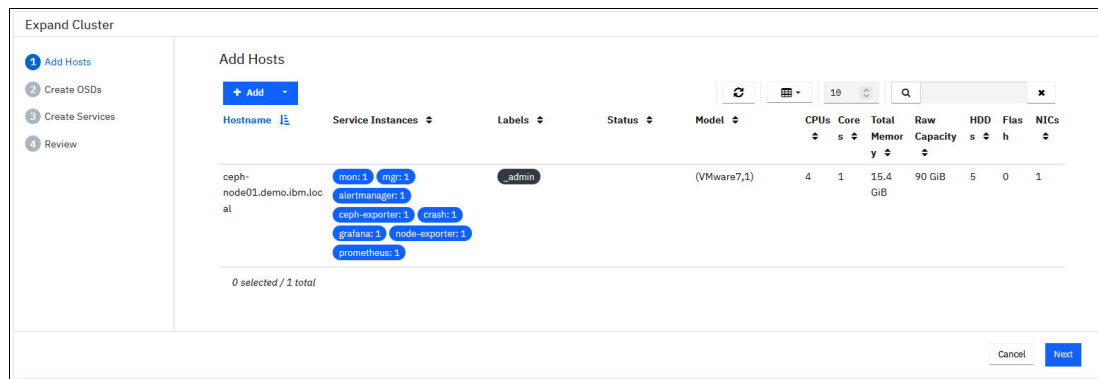 Expand Cluster
1 Add Hosts
2 Create OSDs
3 Create Services
4 Review
Add Hosts
+ Add
10
Hostname Service Instances Labels Status Model CPUs Core Total Raw HDD Flas NICs
s Memor Capacity s h
y
ceph- mon: 1 mgr: 1 _admin (VMware7,1) 4 1 15.4 90 GiB 5 0 1
node01.demo.ibm.loc alertmanager: 1 GiB
al ceph-exporter: 1 crash: 1
grafana: 1 node-exporter: 1
prometheus: 1
0 selected / 1 total
Cancel Next